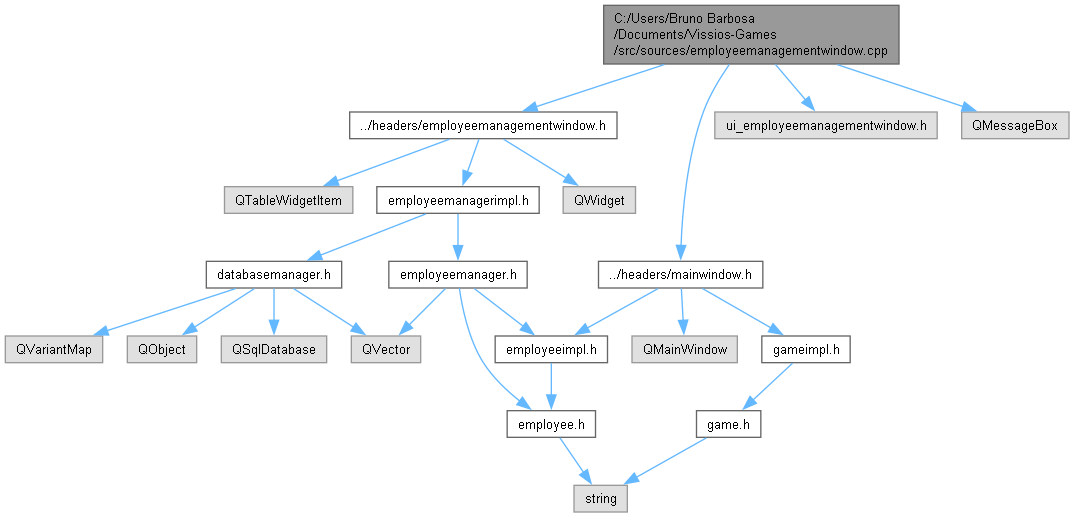 C:/Users/Bruno Barbosa
/Documents/Vissios-Games
/src/sources/employeemanagementwindow.cpp
../headers/employeemanagementwindow.h
ui_employeemanagementwindow.h
QMessageBox
QTableWidgetItem
employeemanagerimpl.h
QWidget
databasemanager.h
employeemanager.h
../headers/mainwindow.h
QVariantMap
QObject
QSqlDatabase
QVector
employeeimpl.h
QMainWindow
gameimpl.h
employee.h
game.h
string